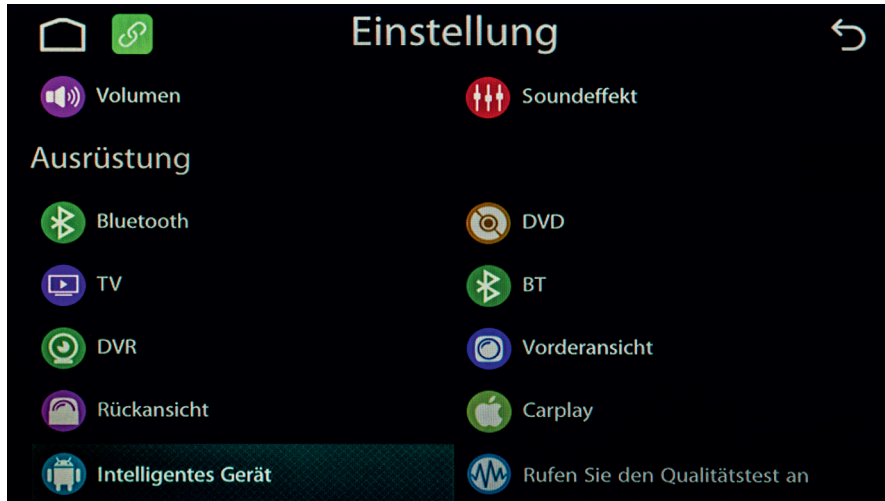 Einstellung
Volumen
Soundeffekt
Ausrüstung
Bluetooth
DVD
TV
BT
DVR
Vorderansicht
Rückansicht
Carplay
Intelligentes Gerät
Rufen Sie den Qualitätstest an